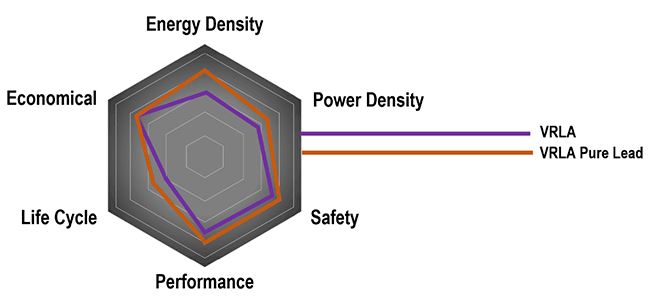 Energy Density
Economical
Power Density
VRLA
VRLA Pure Lead
Life Cycle
Safety
Performance